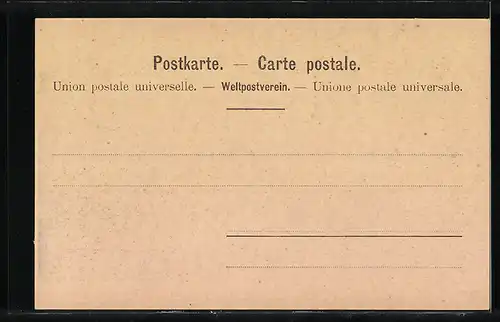 Postkarte. — Carte postale.
Union postale universelle. — Weltpostverein. — Unione postale universale.